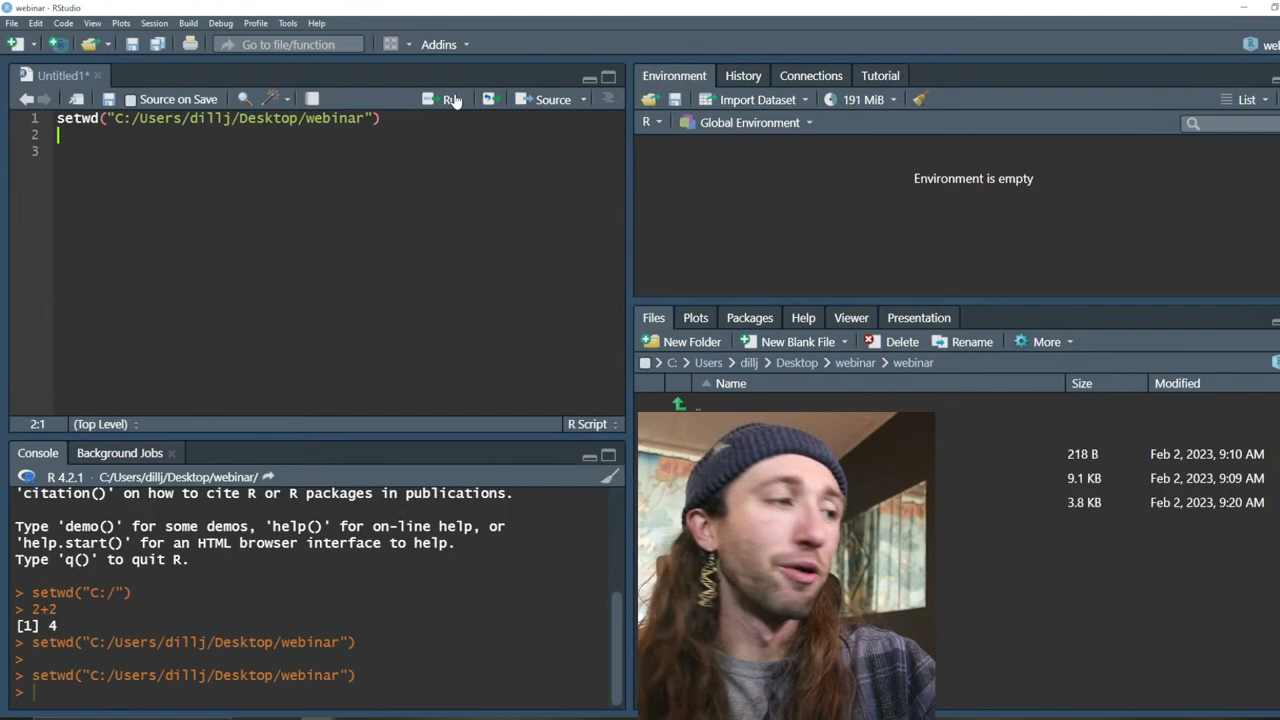 webinar - RStudio
File Edit Code View Plots Session Build Debug Profile Tools Help
Go to file/function Addins
Untitled1*
Source on Save Run Source
1 setwd("C:/Users/dillj/Desktop/webinar")
2
3
2:1 (Top Level) R Script
Console Background Jobs
R 4.2.1 · C:/Users/dillj/Desktop/webinar/
'citation()' on how to cite R or R packages in publications.
Type 'demo()' for some demos, 'help()' for on-line help, or
'help.start()' for an HTML browser interface to help.
Type 'q()' to quit R.
> setwd("C:/")
> 2+2
[1] 4
> setwd("C:/Users/dillj/Desktop/webinar")
>
> setwd("C:/Users/dillj/Desktop/webinar")
>
Environment History Connections Tutorial
Import Dataset 191 MiB List
R Global Environment
Environment is empty
Files Plots Packages Help Viewer Presentation
New Folder New Blank File Delete Rename More
C: > Users > dillj > Desktop > webinar > webinar
Name Size Modified
..
218 B Feb 2, 2023, 9:10 AM
9.1 KB Feb 2, 2023, 9:09 AM
3.8 KB Feb 2, 2023, 9:20 AM